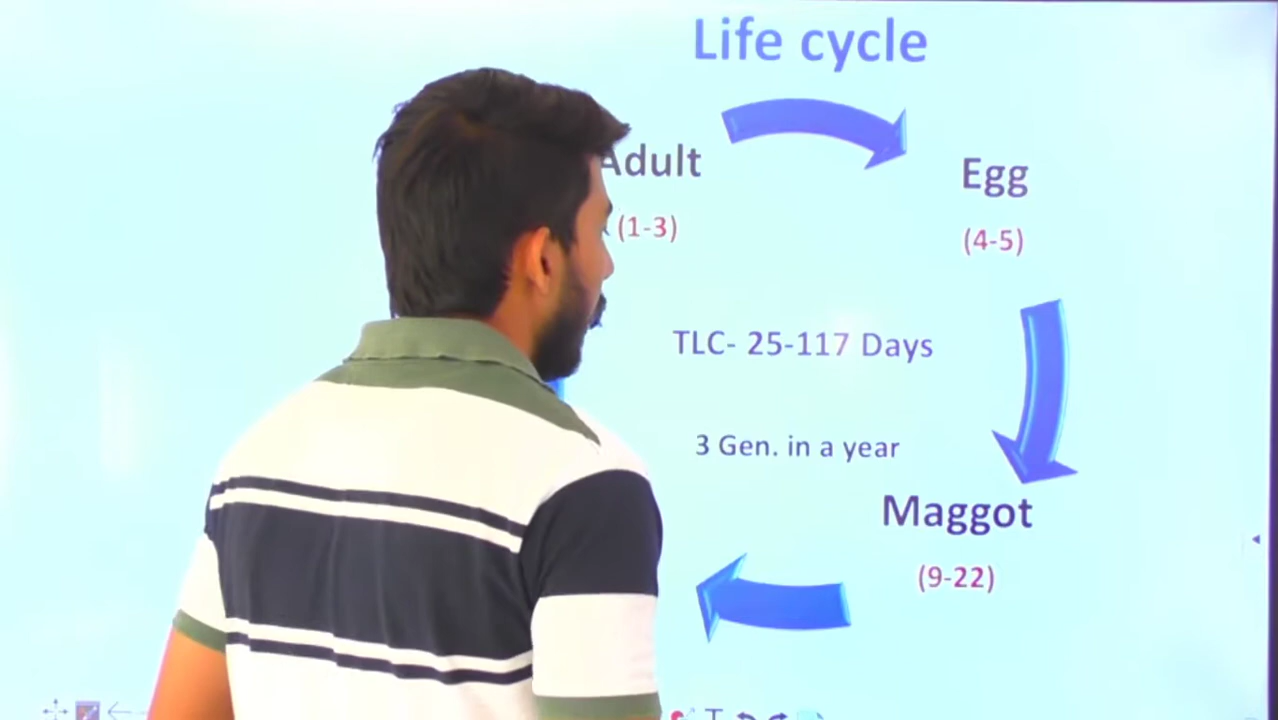 Life cycle
Adult
(1-3)
Egg
(4-5)
TLC- 25-117 Days
3 Gen. in a year
Maggot
(9-22)